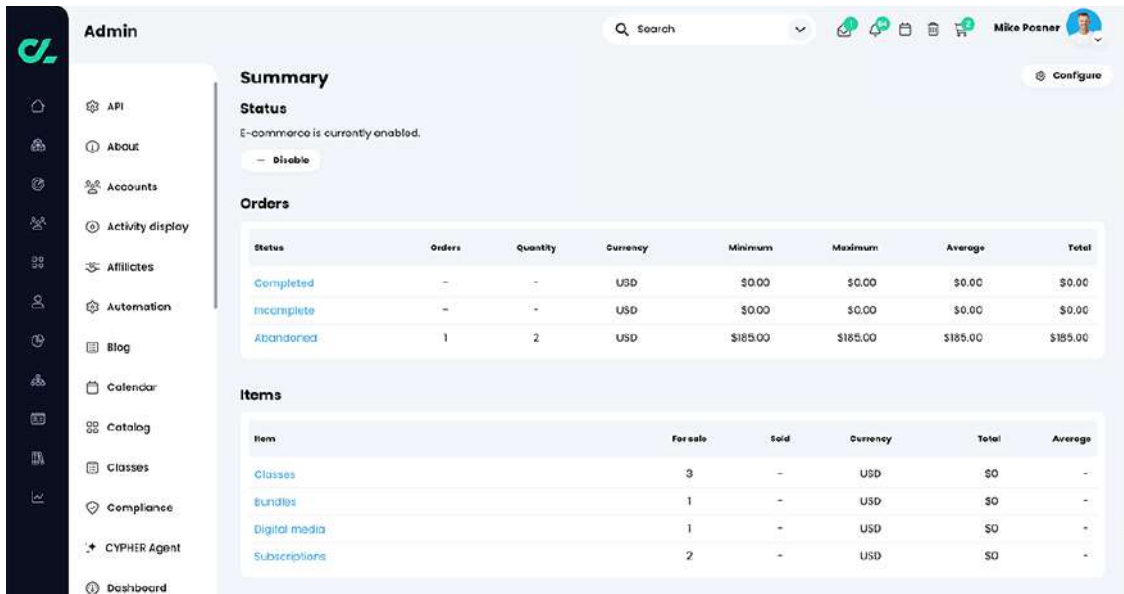 Admin
Search
64
2
Mike Posner
Summary
Configure
Status
E-commerce is currently enabled.
Disable
API
About
Accounts
Activity display
Affiliates
Automation
Blog
Calendar
Catalog
Classes
Compliance
CYPHER Agent
Dashboard
Orders
Status Orders Quantity Currency Minimum Maximum Average Total
Completed - - USD $0.00 $0.00 $0.00 $0.00
Incomplete - - USD $0.00 $0.00 $0.00 $0.00
Abandoned 1 2 USD $185.00 $185.00 $185.00 $185.00
Items
Item For sale Sold Currency Total Average
Classes 3 - USD $0 -
Bundles 1 - USD $0 -
Digital media 1 - USD $0 -
Subscriptions 2 - USD $0 -